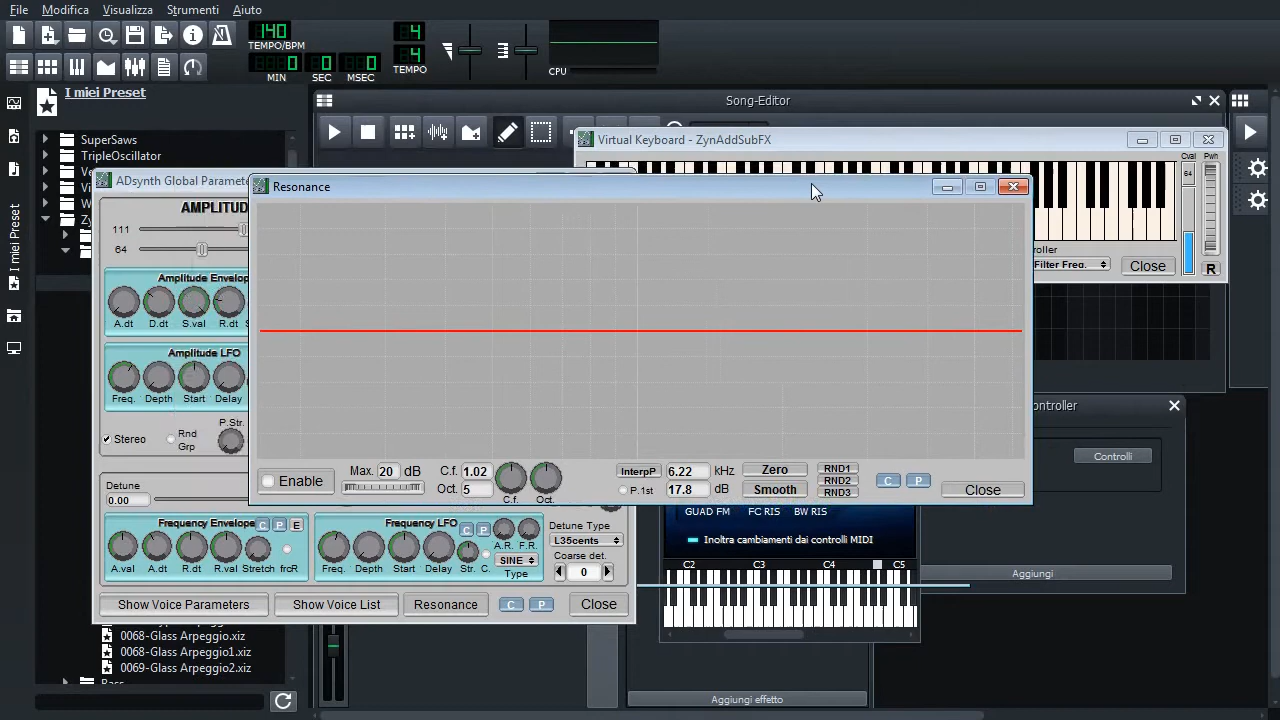 File Modifica Visualizza Strumenti Aiuto
140
TEMPO/BPM
0 0 0
MIN SEC MSEC
4
4
TEMPO
CPU
I miei Preset
I miei Preset
SuperSaws
TripleOscillator
Song-Editor
Virtual Keyboard - ZynAddSubFX
Cval
Pwh
64
Filter Freq.
Close
R
ADsynth Global Paramete
AMPLITUD
111
64
Amplitude Envelop
A.dt D.dt S.val R.dt
Amplitude LFO
Freq. Depth Start Delay
Stereo
Rnd
Grp
P.Str.
Detune
0.00
Frequency Envelope C P E
A.val A.dt R.dt R.val Stretch frcR
Frequency LFO C P
Freq. Depth Start Delay Str. C.
A.R. F.R.
SINE
Type
Detune Type
L35cents
Coarse det.
0
Show Voice Parameters Show Voice List Resonance C P Close
Resonance
Enable
Max. 20 dB
C.f. 1.02
Oct. 5
C.f. Oct.
InterpP
P.1st
6.22 kHz
17.8 dB
Zero
Smooth
RND1
RND2
RND3
C P
Close
GUAD FM FC RIS BW RIS
Inoltra cambiamenti dai controlli MIDI
C2 C3 C4 C5
ontroller
Controlli
Aggiungi
0068-Glass Arpeggio.xiz
0068-Glass Arpeggio1.xiz
0069-Glass Arpeggio2.xiz
Aggiungi effetto